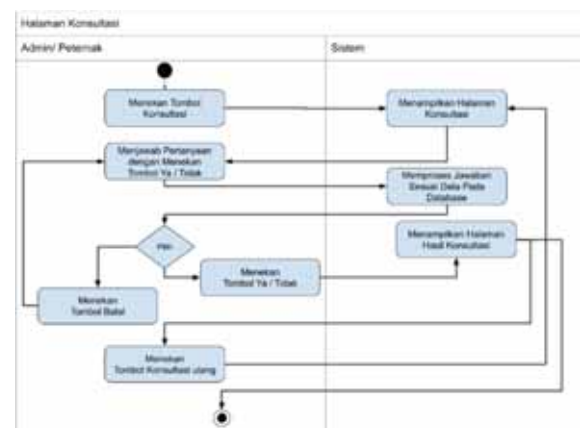 Halaman Konsultasi
Admin/ Peternak
Sistem
Menekan Tombol
Konsultasi
Menampilkan Halaman
Konsultasi
Menjawab Pertanyaan
dengan Menekan
Tombol Ya / Tidak
Memproses Jawaban
Sesuai Data Pada
Database
Menampilkan Halaman
Hasil Konsultasi
Pilih
Menekan
Tombol Ya / Tidak
Menekan
Tombol Batal
Menekan
Tombol Konsultasi ulang